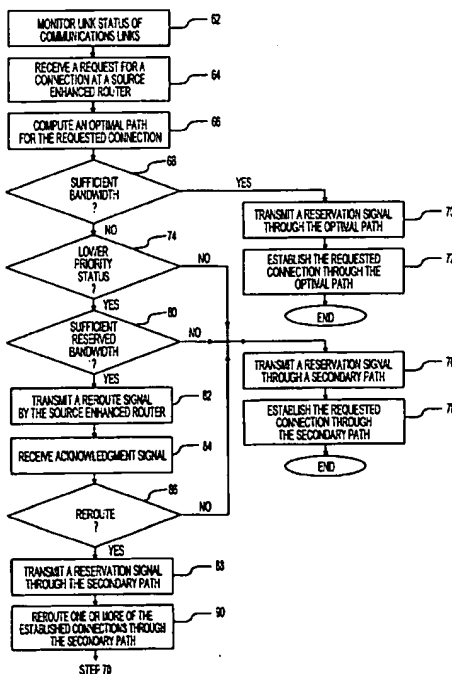 MONITOR LINK STATUS OF
COMMUNICATIONS LINKS
62
RECEIVE A REQUEST FOR A
CONNECTION AT A SOURCE
ENHANCED ROUTER
64
COMPUTE AN OPTIMAL PATH
FOR THE REQUESTED CONNECTION
66
SUFFICIENT
BANDWIDTH
?
68
YES
NO
TRANSMIT A RESERVATION SIGNAL
THROUGH THE OPTIMAL PATH
ESTABLISH THE REQUESTED
CONNECTION THROUGH THE
OPTIMAL PATH
END
LOWER
PRIORITY
STATUS
?
74
NO
YES
SUFFICIENT
RESERVED
BANDWIDTH
?
80
NO
YES
TRANSMIT A RESERVATION SIGNAL
THROUGH A SECONDARY PATH
ESTABLISH THE REQUESTED
CONNECTION THROUGH
THE SECONDARY PATH
END
TRANSMIT A REROUTE SIGNAL
BY THE SOURCE ENHANCED ROUTER
82
RECEIVE ACKNOWLEDGMENT SIGNAL
84
REROUTE
?
86
NO
YES
TRANSMIT A RESERVATION SIGNAL
THROUGH THE SECONDARY PATH
REROUTE ONE OR MORE OF THE
ESTABLISHED CONNECTIONS THROUGH
THE SECONDARY PATH
90
STEP 70